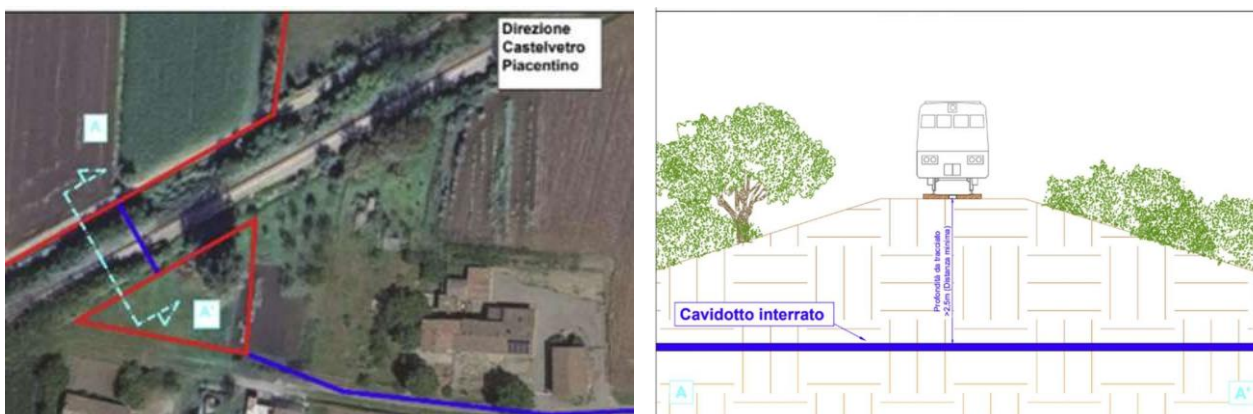 Direzione
Castelvetro
Piacentino
A
A'
Profondità da tracciato
>2,5m (Distanza minima)
Cavidotto interrato
A
A'